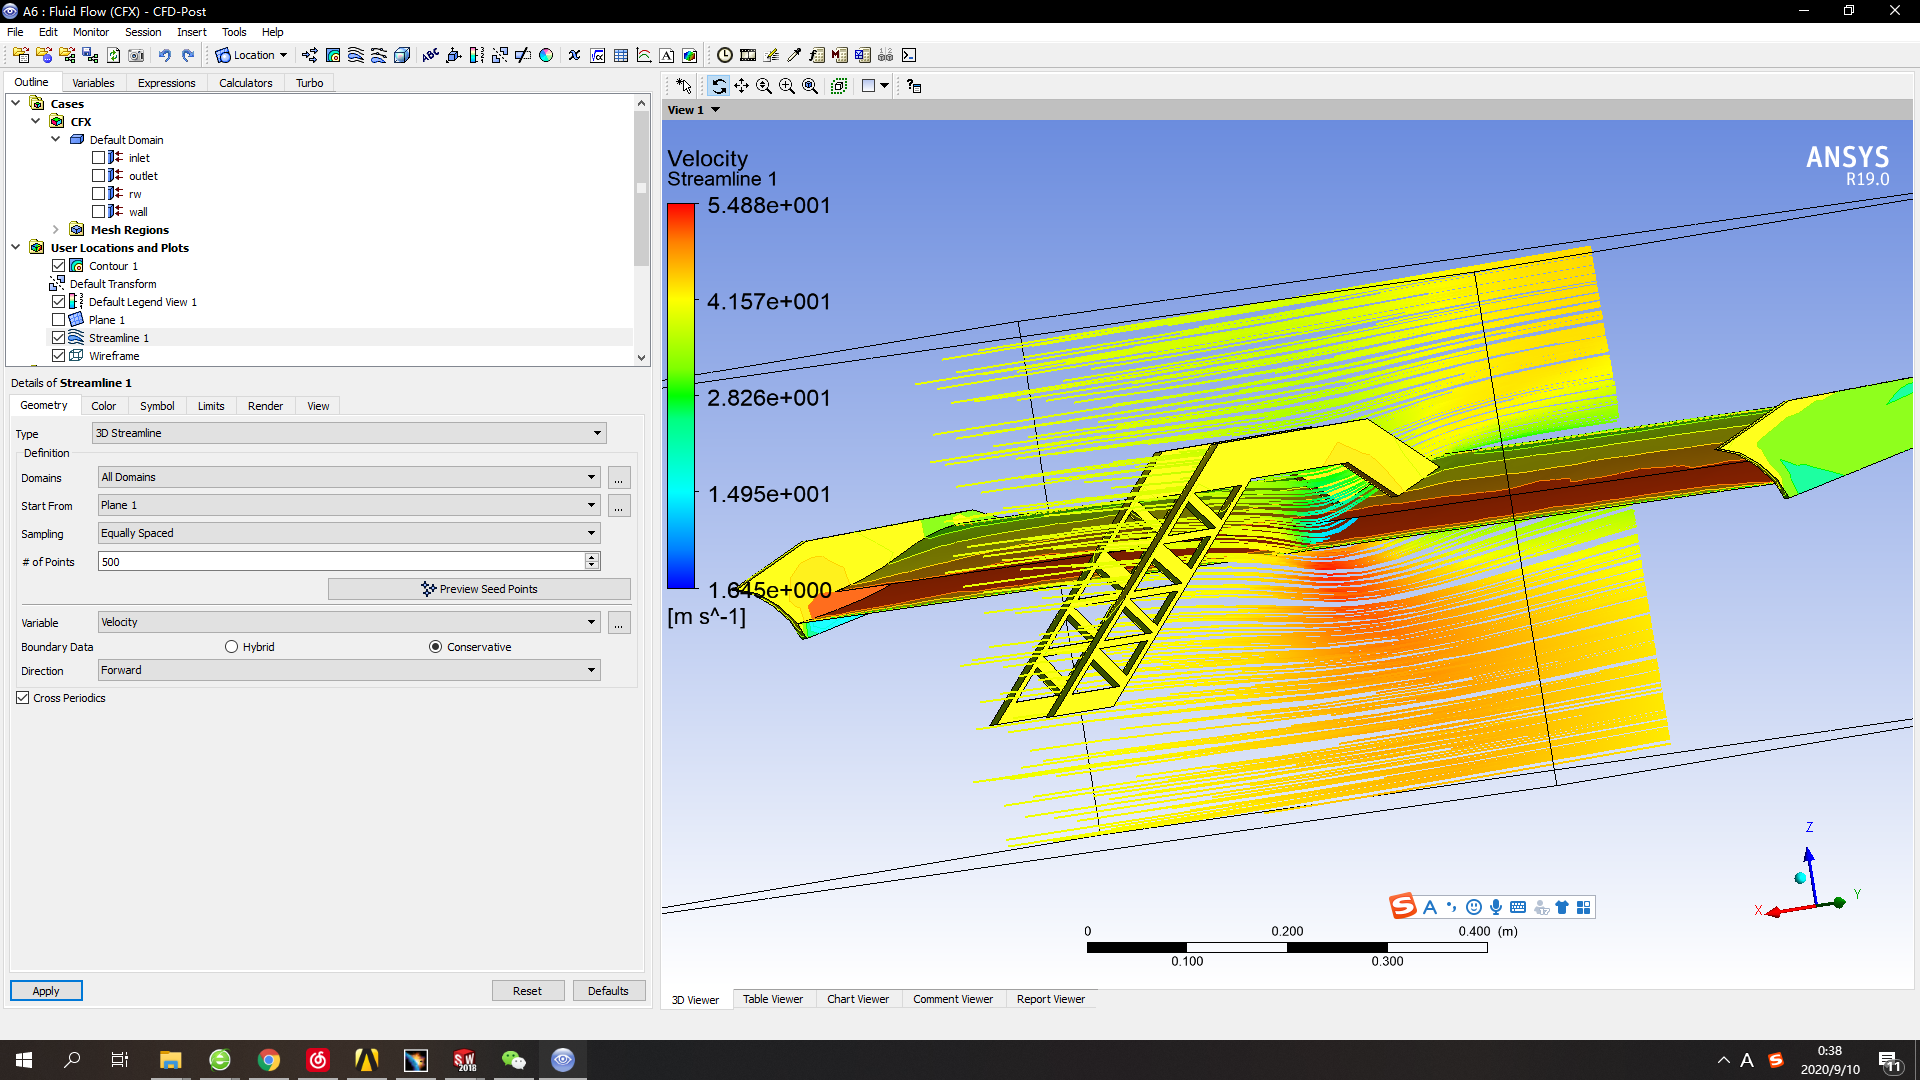 A6 : Fluid Flow (CFX) - CFD-Post
File Edit Monitor Session Insert Tools Help
Location
Outline Variables Expressions Calculators Turbo
Cases
CFX
Default Domain
inlet
outlet
rw
wall
Mesh Regions
User Locations and Plots
Contour 1
Default Transform
Default Legend View 1
Plane 1
Streamline 1
Wireframe
Details of Streamline 1
Geometry Color Symbol Limits Render View
Type 3D Streamline
Definition
Domains All Domains ...
Start From Plane 1 ...
Sampling Equally Spaced
# of Points 500
Preview Seed Points
Variable Velocity ...
Boundary Data Hybrid Conservative
Direction Forward
Cross Periodics
Apply Reset Defaults
View 1
Velocity
Streamline 1
5.488e+001
4.157e+001
2.826e+001
1.495e+001
1.645e+000
[m s^-1]
ANSYS
R19.0
Z
Y
X
0 0.200 0.400 (m)
0.100 0.300
3D Viewer Table Viewer Chart Viewer Comment Viewer Report Viewer
SW
2018
A
0:38
2020/9/10
11